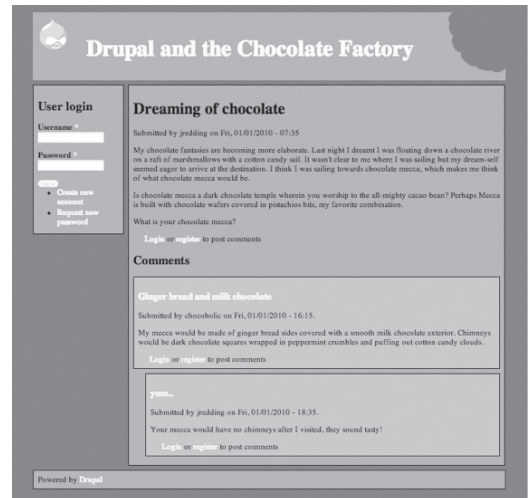 Drupal and the Chocolate Factory
User login
Username *
Password *
Create new
account
Request new
password
Dreaming of chocolate
Submitted by jredding on Fri, 01/01/2010 - 07:35
My chocolate fantasies are becoming more elaborate. Last night I dreamt I was floating down a chocolate river
on a raft of marshmallows with a cotton candy sail. It wasn't clear to me where I was sailing but my dream-self
seemed eager to arrive at the destination. I think I was sailing towards chocolate mecca, which makes me think
of what chocolate mecca would be.
Is chocolate mecca a dark chocolate temple wherein you worship to the all-mighty cacao bean? Perhaps Mecca
is built with chocolate wafers covered in pistachios bits, my favorite combination.
What is your chocolate mecca?
Login or register to post comments
Comments
Ginger bread and milk chocolate
Submitted by chocoholic on Fri, 01/01/2010 - 16:15.
My mecca would be made of ginger bread sides covered with a smooth milk chocolate exterior. Chimneys
would be dark chocolate squares wrapped in peppermint crumbles and puffing out cotton candy clouds.
Login or register to post comments
yum..
Submitted by jredding on Fri, 01/01/2010 - 18:35.
Your mecca would have no chimneys after I visited, they sound tasty!
Login or register to post comments
Powered by Drupal